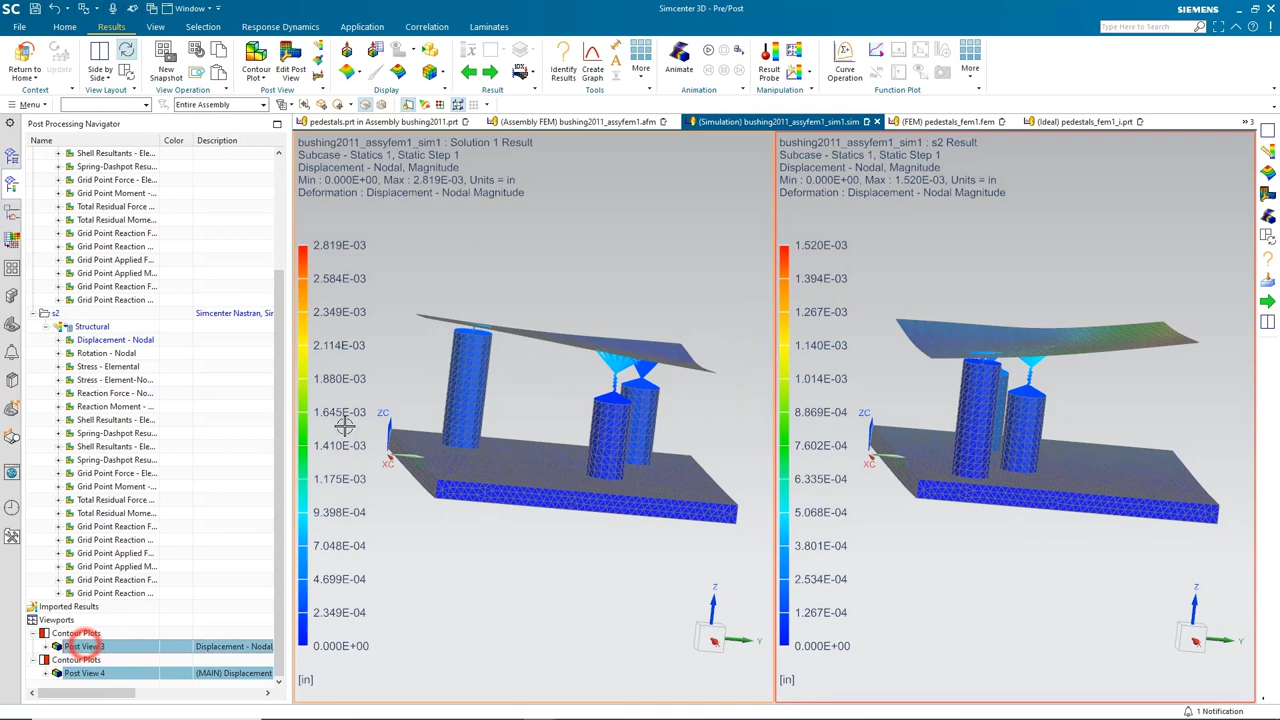 SC
Window
Simcenter 3D - Pre/Post
SIEMENS
File Home Results View Selection Response Dynamics Application Correlation Laminates
Type Here to Search
Return to Home
Update
Side by Side
New Snapshot
Contour Plot
Edit Post View
Identify Results
Create Graph
More
Animate
Result Probe
Curve Operation
More
Context
View Layout
View Operation
Post View
Display
Result
Tools
Animation
Manipulation
Function Plot
Menu
Entire Assembly
Post Processing Navigator
pedestals.prt in Assembly bushing2011.prt
(Assembly FEM) bushing2011_assyfem1.afm
(Simulation) bushing2011_assyfem1_sim1.sim
(FEM) pedestals_fem1.fem
(Ideal) pedestals_fem1_i.prt
3
Name Color Description
Shell Resultants - Ele...
Spring-Dashpot Resu...
Grid Point Force - Ele...
Grid Point Moment - ...
Total Residual Force ...
Total Residual Mome...
Grid Point Reaction F...
Grid Point Reaction ...
Grid Point Applied F...
Grid Point Applied M...
Grid Point Reaction F...
Grid Point Reaction ...
s2 Simcenter Nastran, Sir
Structural
Displacement - Nodal
Rotation - Nodal
Stress - Elemental
Stress - Element-No...
Reaction Force - No...
Reaction Moment - ...
Shell Resultants - Ele...
Spring-Dashpot Resu...
Shell Resultants - Ele...
Spring-Dashpot Resu...
Grid Point Force - Ele...
Grid Point Moment - ...
Total Residual Force ...
Total Residual Mome...
Grid Point Reaction F...
Grid Point Reaction ...
Grid Point Applied F...
Grid Point Applied M...
Grid Point Reaction F...
Grid Point Reaction ...
Imported Results
Viewports
Contour Plots
Post View 3 Displacement - Nodal
Contour Plots
Post View 4 (MAIN) Displacement
bushing2011_assyfem1_sim1 : Solution 1 Result
Subcase - Statics 1, Static Step 1
Displacement - Nodal, Magnitude
Min : 0.000E+00, Max : 2.819E-03, Units = in
Deformation : Displacement - Nodal Magnitude
2.819E-03
2.584E-03
2.349E-03
2.114E-03
1.880E-03
1.645E-03
1.410E-03
1.175E-03
9.398E-04
7.048E-04
4.699E-04
2.349E-04
0.000E+00
[in]
ZC
XC
Z
Y
bushing2011_assyfem1_sim1 : s2 Result
Subcase - Statics 1, Static Step 1
Displacement - Nodal, Magnitude
Min : 0.000E+00, Max : 1.520E-03, Units = in
Deformation : Displacement - Nodal Magnitude
1.520E-03
1.394E-03
1.267E-03
1.140E-03
1.014E-03
8.869E-04
7.602E-04
6.335E-04
5.068E-04
3.801E-04
2.534E-04
1.267E-04
0.000E+00
[in]
ZC
XC
Z
Y
1 Notification